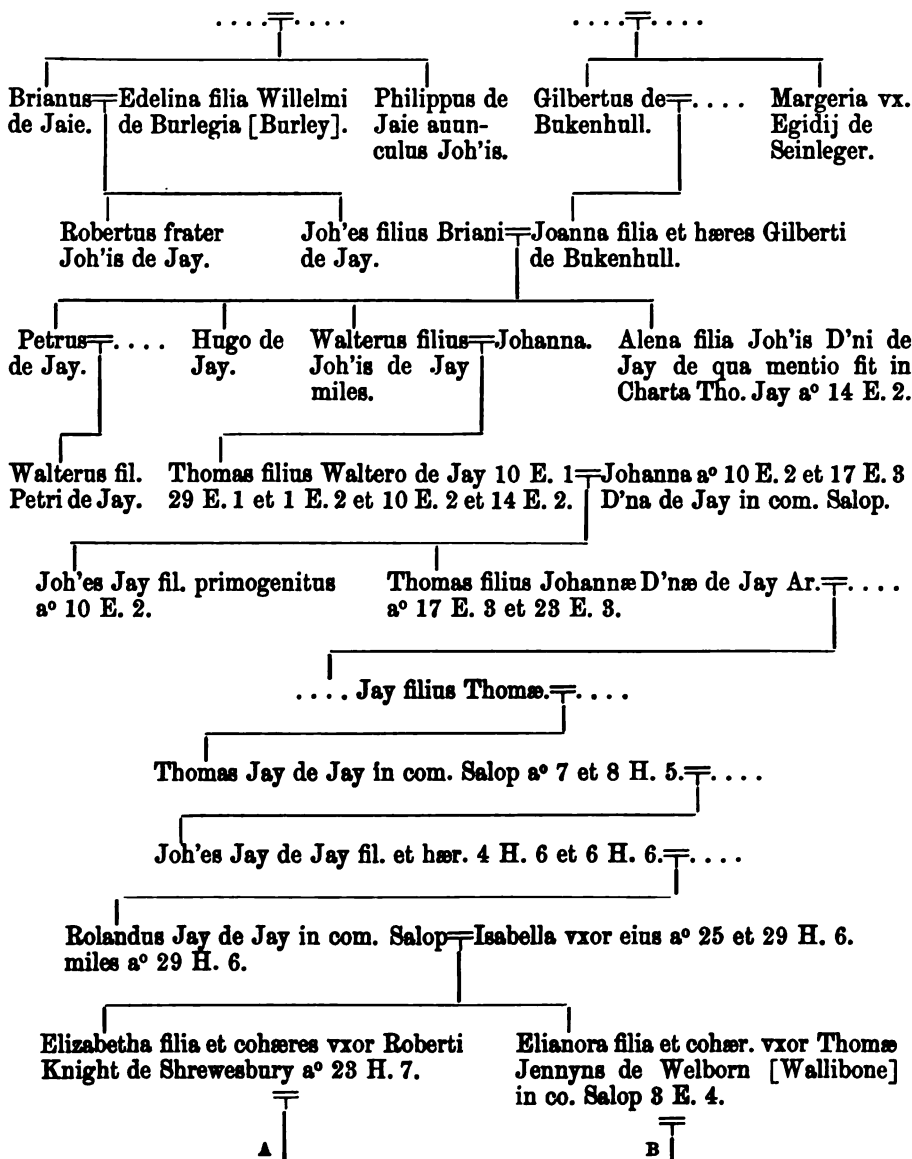 . . . .╤. . . . . . . .╤. . . .
Brianus=Edelina filia Willelmi
de Jaie. de Burlegia [Burley].
Philippus de
Jaie auun-
culus Joh'is.
Gilbertus de=. . . .
Bukenhull.
Margeria vx.
Egidij de
Seinleger.
Robertus frater
Joh'is de Jay.
Joh'es filius Briani=Joanna filia et hæres Gilberti
de Jay. de Bukenhull.
Petrus=. . . .
de Jay.
Hugo de
Jay.
Walterus filius=Johanna.
Joh'is de Jay
miles.
Alena filia Joh'is D'ni de
Jay de qua mentio fit in
Charta Tho. Jay aº 14 E. 2.
Walterus fil.
Petri de Jay.
Thomas filius Waltero de Jay 10 E. 1=Johanna aº 10 E. 2 et 17 E. 3
29 E. 1 et 1 E. 2 et 10 E. 2 et 14 E. 2. D'na de Jay in com. Salop.
Joh'es Jay fil. primogenitus
aº 10 E. 2.
Thomas filius Johannæ D'næ de Jay Ar.=. . . .
aº 17 E. 3 et 23 E. 3.
. . . . Jay filius Thomæ.=. . . .
Thomas Jay de Jay in com. Salop aº 7 et 8 H. 5.=. . . .
Joh'es Jay de Jay fil. et hær. 4 H. 6 et 6 H. 6.=. . . .
Rolandus Jay de Jay in com. Salop=Isabella vxor eius aº 25 et 29 H. 6.
miles aº 29 H. 6.
Elizabetha filia et cohæres vxor Roberti
Knight de Shrewesbury aº 23 H. 7.
Elianora filia et cohær. vxor Thomæ
Jennyns de Welborn [Wallibone]
in co. Salop 3 E. 4.
A B